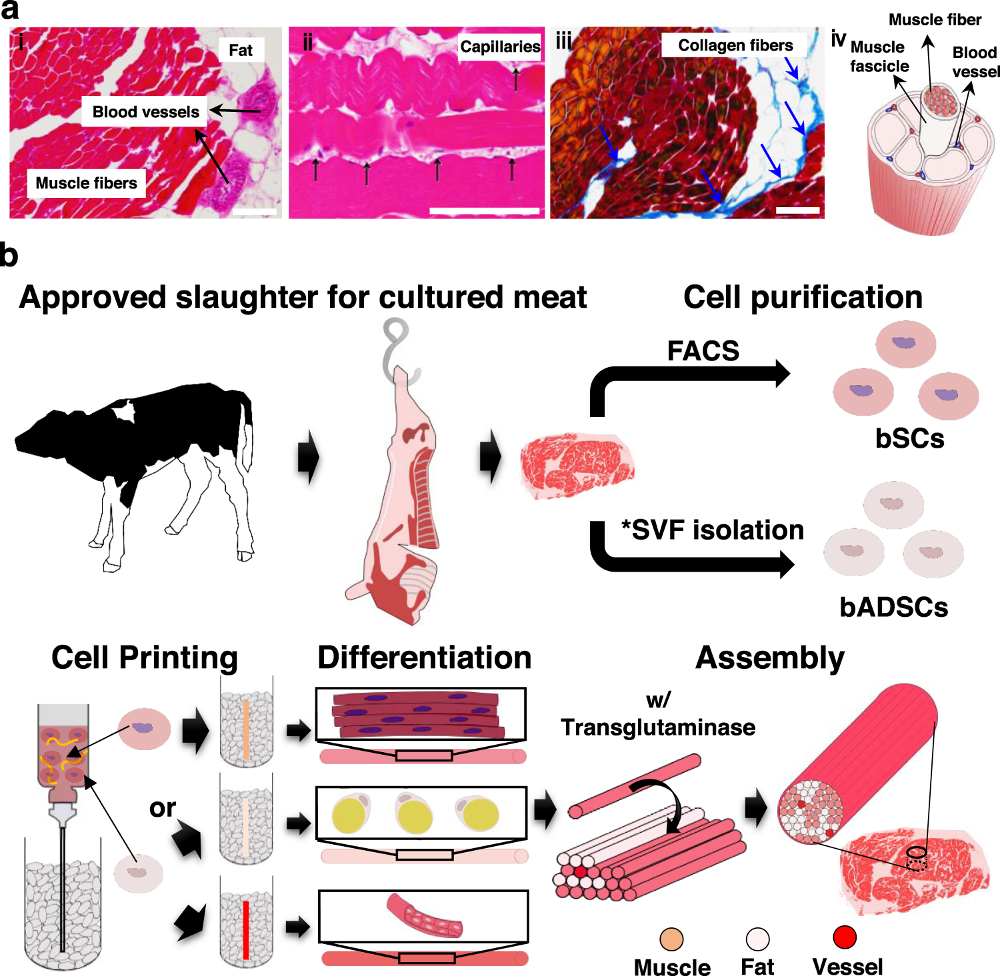 a
i
Fat
Blood vessels
Muscle fibers
ii
Capillaries
iii
Collagen fibers
iv
Muscle fiber
Muscle
fascicle
Blood
vessel
b
Approved slaughter for cultured meat
Cell purification
FACS
bSCs
*SVF isolation
bADSCs
Cell Printing
Differentiation
Assembly
or
w/
Transglutaminase
Muscle
Fat
Vessel